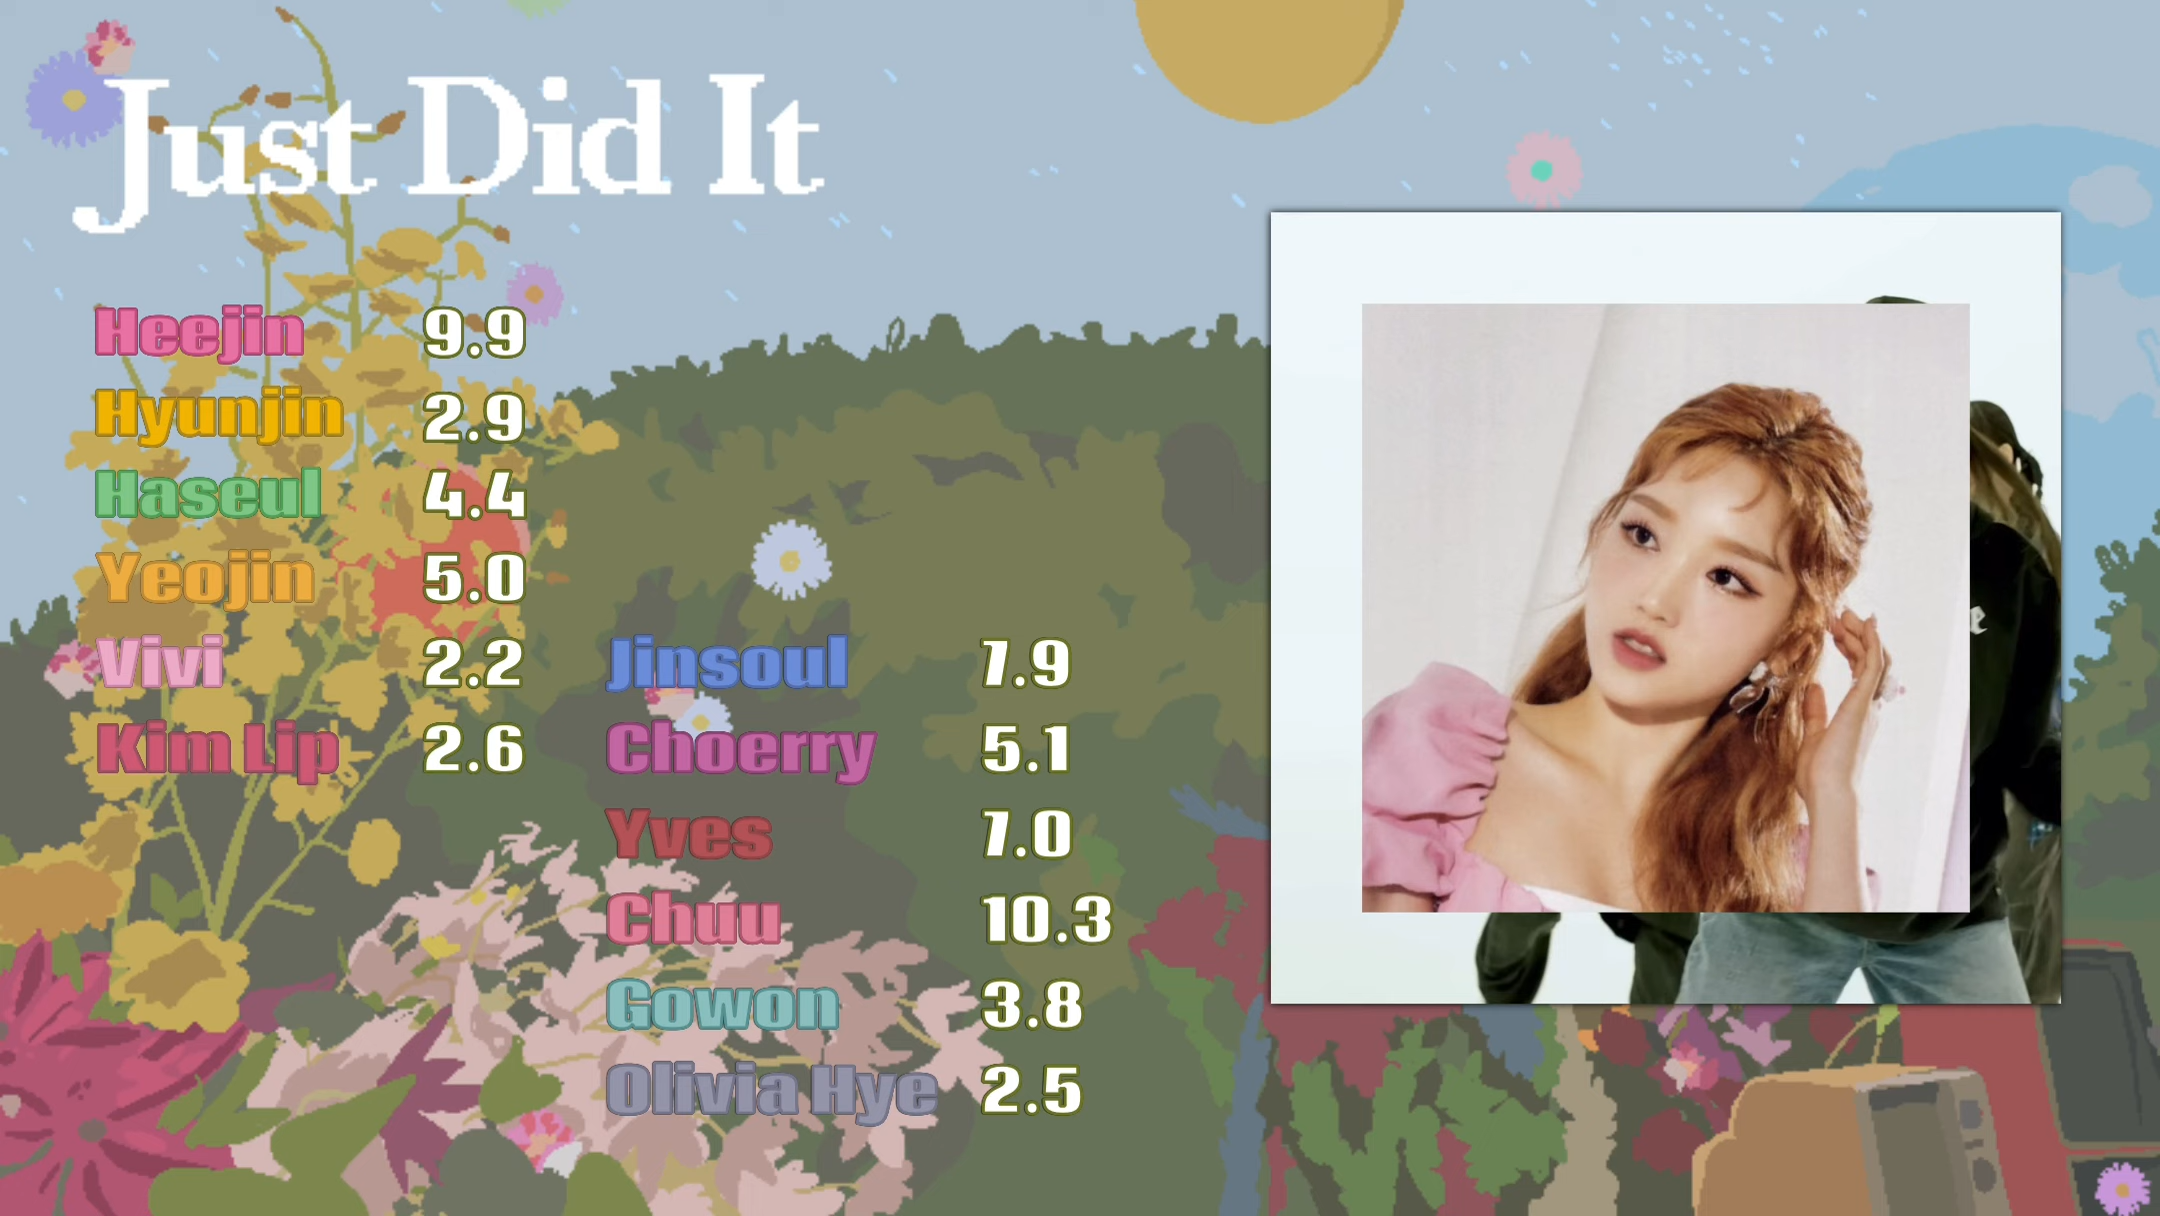 Just Did It
Heejin 9.9
Hyunjin 2.9
Haseul 4.4
Yeojin 5.0
Vivi 2.2
Kim Lip 2.6
Jinsoul 7.9
Choerry 5.1
Yves 7.0
Chuu 10.3
Gowon 3.8
Olivia Hye 2.5